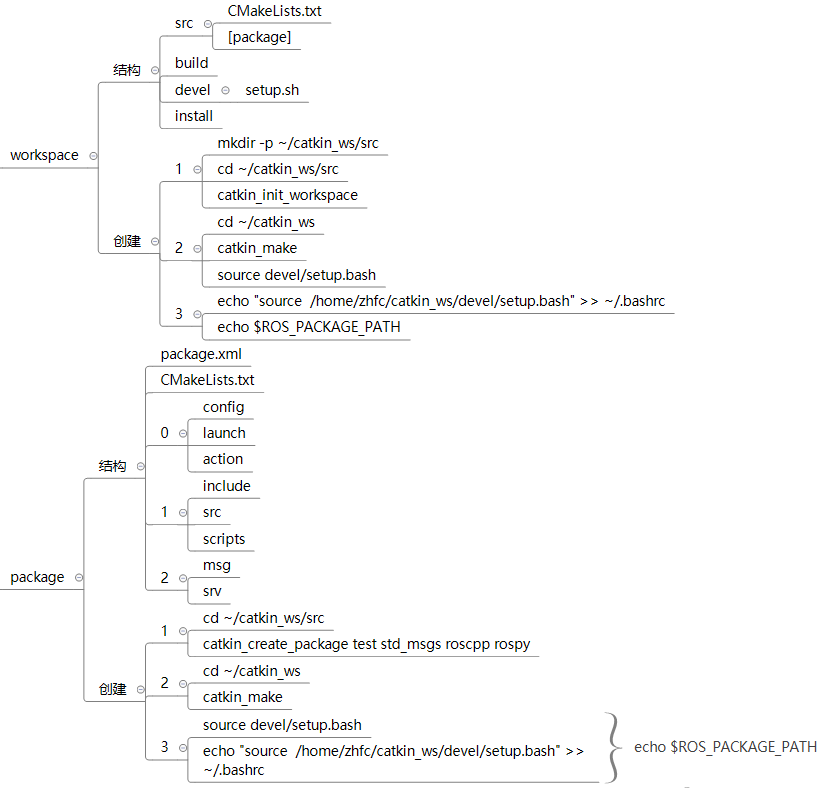 workspace
结构
src
CMakeLists.txt
[package]
build
devel
setup.sh
install
创建
1
mkdir -p ~/catkin_ws/src
cd ~/catkin_ws/src
catkin_init_workspace
2
cd ~/catkin_ws
catkin_make
source devel/setup.bash
3
echo "source  /home/zhfc/catkin_ws/devel/setup.bash" >> ~/.bashrc
echo $ROS_PACKAGE_PATH
package
结构
package.xml
CMakeLists.txt
0
config
launch
action
1
include
src
scripts
2
msg
srv
创建
1
cd ~/catkin_ws/src
catkin_create_package test std_msgs roscpp rospy
2
cd ~/catkin_ws
catkin_make
3
source devel/setup.bash
echo "source  /home/zhfc/catkin_ws/devel/setup.bash" >>
~/.bashrc
echo $ROS_PACKAGE_PATH